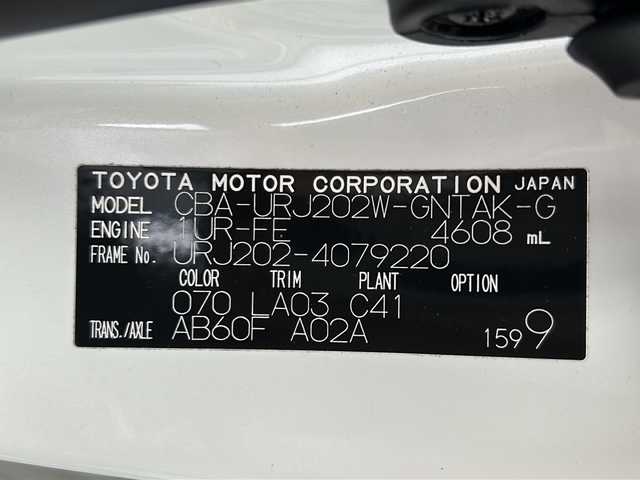 TOYOTA MOTOR CORPORATION JAPAN
MODEL CBA-URJ202W-GNTAK-G
ENGINE 1UR-FE 4608 mL
FRAME No. URJ202-4079220
COLOR TRIM PLANT OPTION
070 LA03 C41
TRANS./AXLE AB60F A02A 1599